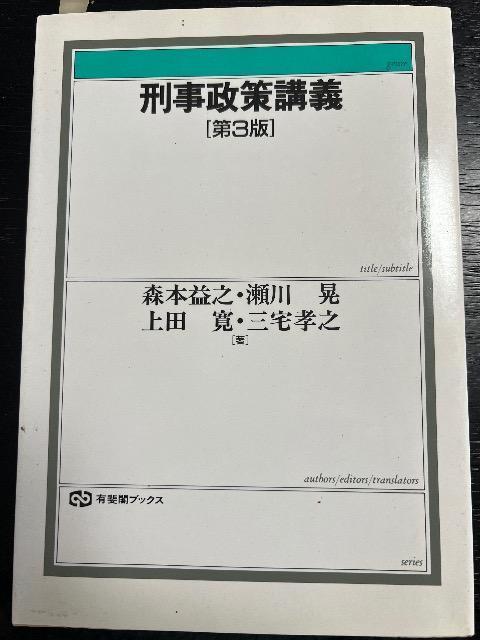 genre
刑事政策講義
[第3版]
title/subtitle
森本益之・瀬川 晃
上田 寛・三宅孝之
[著]
authors/editors/translators
有斐閣ブックス
series